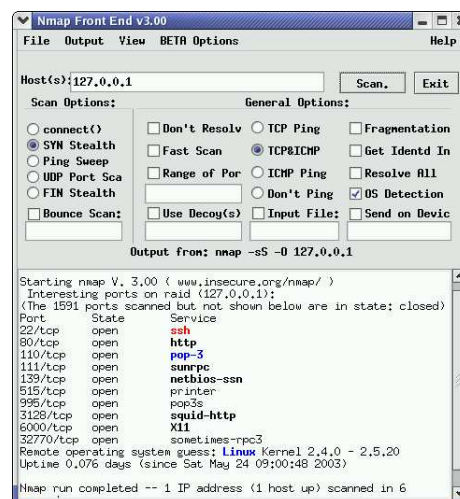 Nmap Front End v3.00
File Output View BETA Options Help
Host(s): 127.0.0.1 Scan. Exit
Scan Options: General Options:
connect() Don't Resolv TCP Ping Fragmentation
SYN Stealth Fast Scan TCP&ICMP Get Identd In
Ping Sweep Range of Por ICMP Ping Resolve All
UDP Port Sca Don't Ping OS Detection
FIN Stealth
Bounce Scan: Use Decoy(s) Input File: Send on Devic
Output from: nmap -sS -O 127.0.0.1
Starting nmap V. 3.00 ( www.insecure.org/nmap/ )
Interesting ports on raid (127.0.0.1):
(The 1591 ports scanned but not shown below are in state: closed)
Port State Service
22/tcp open ssh
80/tcp open http
110/tcp open pop-3
111/tcp open sunrpc
139/tcp open netbios-ssn
515/tcp open printer
995/tcp open pop3s
3128/tcp open squid-http
6000/tcp open X11
32770/tcp open sometimes-rpc3
Remote operating system guess: Linux Kernel 2.4.0 - 2.5.20
Uptime 0.076 days (since Sat May 24 09:00:48 2003)
Nmap run completed -- 1 IP address (1 host up) scanned in 6